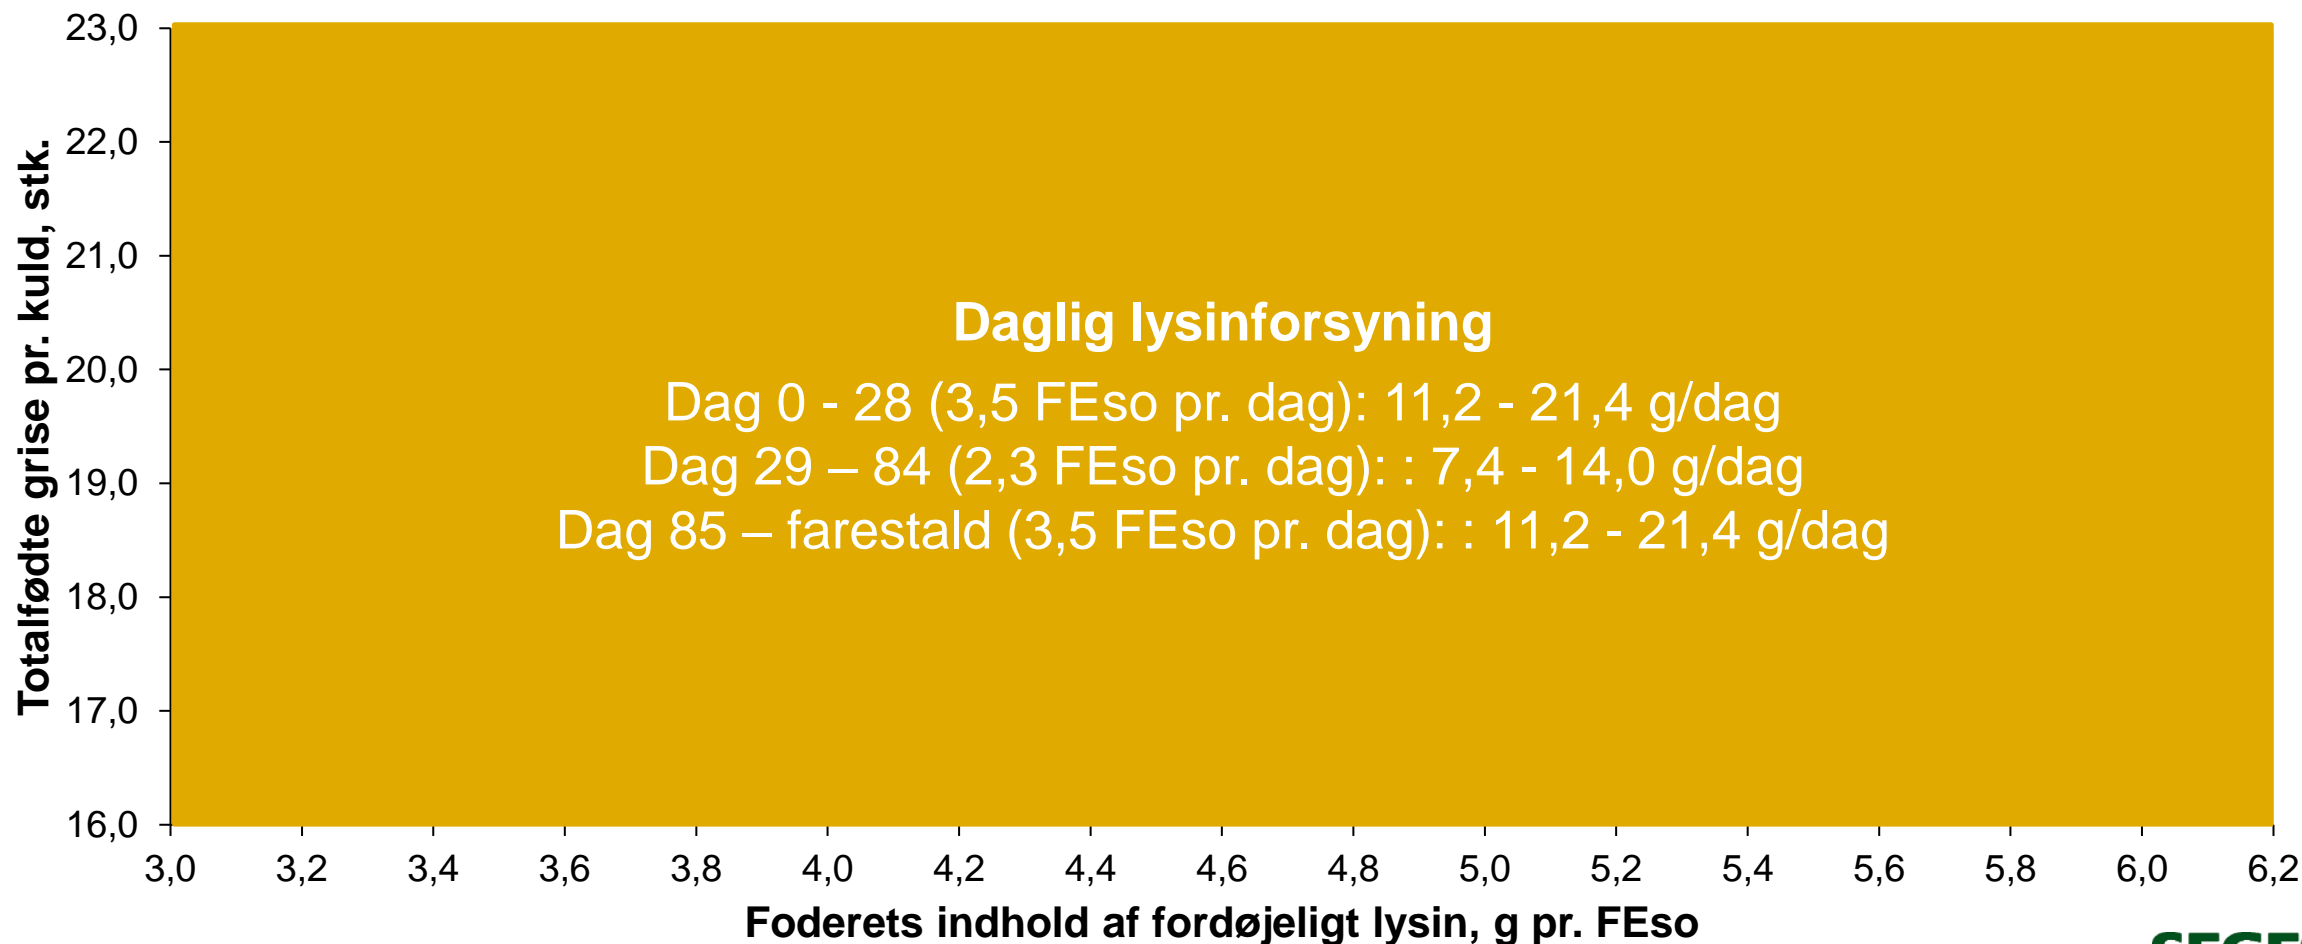 23,0
22,0
21,0
20,0
19,0
18,0
17,0
16,0
Totalfødte grise pr. kuld, stk.
Daglig lysinforsyning
Dag 0 - 28 (3,5 FEso pr. dag): 11,2 - 21,4 g/dag
Dag 29 – 84 (2,3 FEso pr. dag): : 7,4 - 14,0 g/dag
Dag 85 – farestald (3,5 FEso pr. dag): : 11,2 - 21,4 g/dag
3,0 3,2 3,4 3,6 3,8 4,0 4,2 4,4 4,6 4,8 5,0 5,2 5,4 5,6 5,8 6,0 6,2
Foderets indhold af fordøjeligt lysin, g pr. FEso